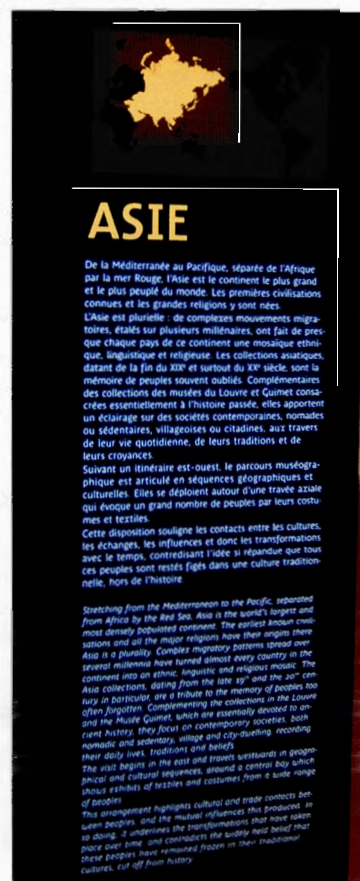 ASIE
De la Méditerranée au Pacifique, séparée de l'Afrique
par la mer Rouge, l'Asie est le continent le plus grand
et le plus peuplé du monde. Les premières civilisations
connues et les grandes religions y sont nées.
L'Asie est plurielle : de complexes mouvements migra-
toires, étalés sur plusieurs millénaires, ont fait de pres-
que chaque pays de ce continent une mosaïque ethni-
que, linguistique et religieuse. Les collections asiatiques,
datant de la fin du XIXe et surtout du XXe siècle, sont la
mémoire de peuples souvent oubliés. Complémentaires
des collections des musées du Louvre et Guimet consa-
crées essentiellement à l'histoire passée, elles apportent
un éclairage sur des sociétés contemporaines, nomades
ou sédentaires, villageoises ou citadines, aux travers
de leur vie quotidienne, de leurs traditions et de
leurs croyances.
Suivant un itinéraire est-ouest, le parcours muséogra-
phique est articulé en séquences géographiques et
culturelles. Elles se déploient autour d'une travée axiale
qui évoque un grand nombre de peuples par leurs costu-
mes et textiles.
Cette disposition souligne les contacts entre les cultures,
les échanges, les influences et donc les transformations
avec le temps, contredisant l'idée si répandue que tous
ces peuples sont restés figés dans une culture tradition-
nelle, hors de l'histoire.
Stretching from the Mediterranean to the Pacific, separated
from Africa by the Red Sea, Asia is the world's largest and
most densely populated continent. The earliest known civili-
sations and all the major religions have their origins there
Asia is a plurality. Complex migratory patterns spread over
several millennia have turned almost every country in the
continent into an ethnic, linguistic and religious mosaic. The
Asia collections, dating from the late 19th and the 20th cen-
tury in particular, are a tribute to the memory of peoples too
often forgotten. Complementing the collections in the Louvre
and the Musée Guimet, which are essentially devoted to an-
cient history, they focus on contemporary societies, both
nomadic and sedentary, village and city-dwelling, recording
their daily lives, traditions and beliefs
The visit begins in the east and travels westwards in geogra-
phical and cultural sequences, around a central bay which
shows exhibits of textiles and costumes from a wide range
of peoples
This arrangement highlights cultural and trade contacts bet-
ween peoples, and the mutual influences this produced. In
so doing, it underlines the transformations that have taken
place over time and contradicts the widely held belief that
these peoples have remained frozen in their traditional
cultures, cut off from history